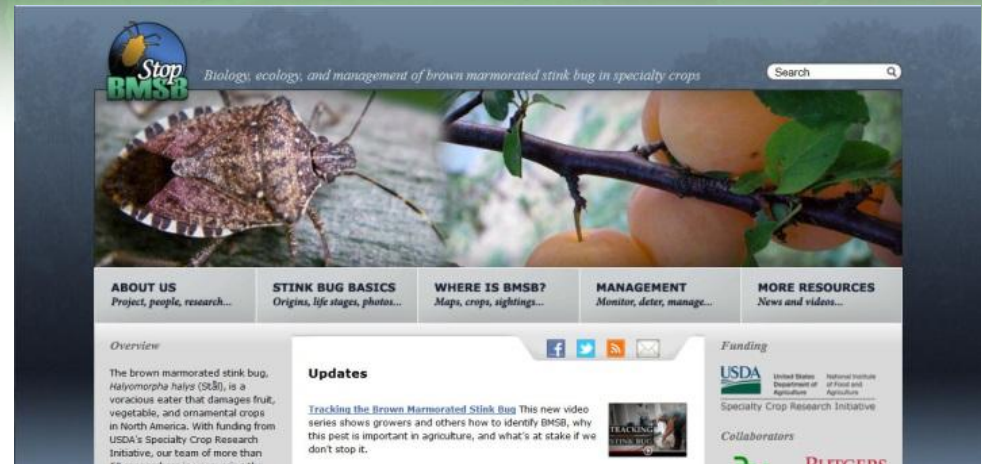 Stop
BMSB
Biology, ecology, and management of brown marmorated stink bug in specialty crops
Search
ABOUT US
Project, people, research...
STINK BUG BASICS
Origins, life stages, photos...
WHERE IS BMSB?
Maps, crops, sightings...
MANAGEMENT
Monitor, deter, manage...
MORE RESOURCES
News and videos...
Overview
The brown marmorated stink bug,
Halyomorpha halys (Stål), is a
voracious eater that damages fruit,
vegetable, and ornamental crops
in North America. With funding from
USDA's Specialty Crop Research
Initiative, our team of more than
Updates
Tracking the Brown Marmorated Stink Bug This new video
series shows growers and others how to identify BMSB, why
this pest is important in agriculture, and what's at stake if we
don't stop it.
TRACKING
STINK BUG
Funding
USDA
United States
Department of
Agriculture
National Institute
of Food and
Agriculture
Specialty Crop Research Initiative
Collaborators
RUTGERS